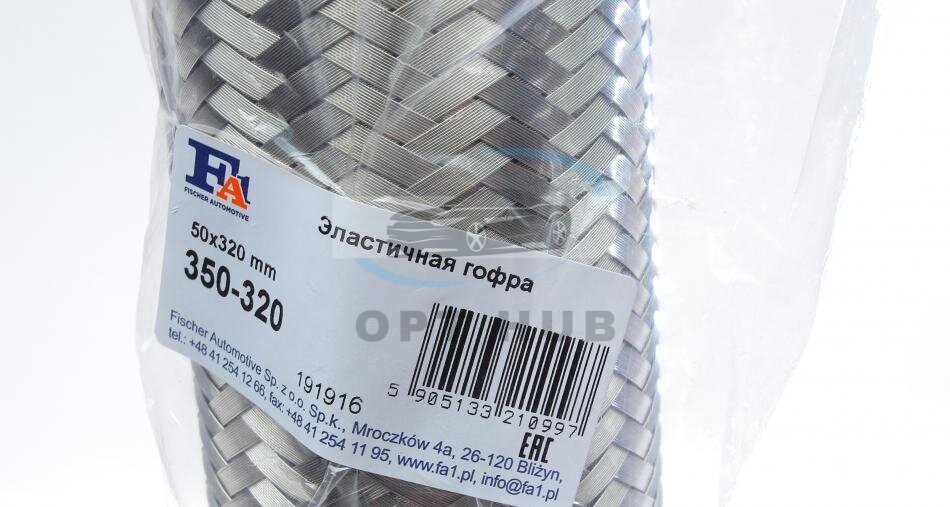 FA1
FISCHER AUTOMOTIVE
50x320 mm
350-320
Эластичная гофра
OPT HUB
191916
5 905133 210997
EAC
Fischer Automotive Sp. z o.o. Sp.k., Mroczków 4a, 26-120 Bliżyn,
tel.: +48 41 254 12 66, fax: +48 41 254 11 95, www.fa1.pl, info@fa1.pl